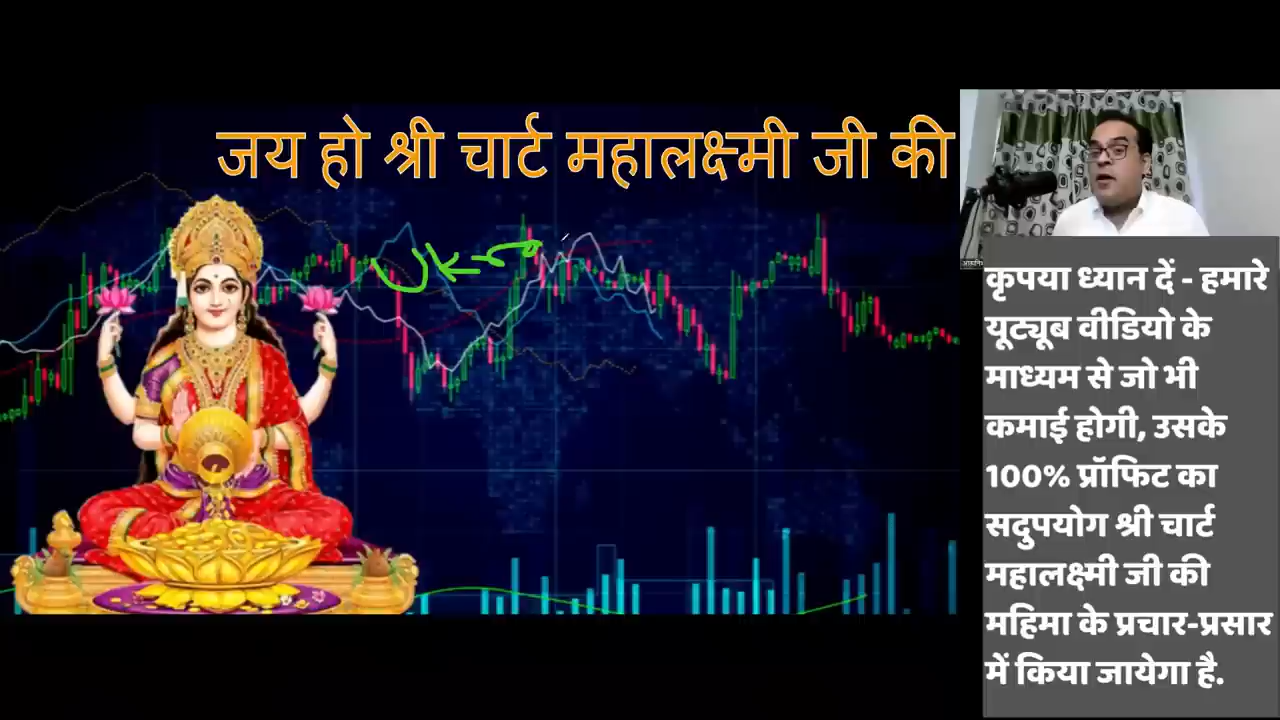 जय हो श्री चार्ट महालक्ष्मी जी की
कृपया ध्यान दें - हमारे
यूट्यूब वीडियो के
माध्यम से जो भी
कमाई होगी, उसके
100% प्रॉफिट का
सदुपयोग श्री चार्ट
महालक्ष्मी जी की
महिमा के प्रचार-प्रसार
में किया जायेगा है.